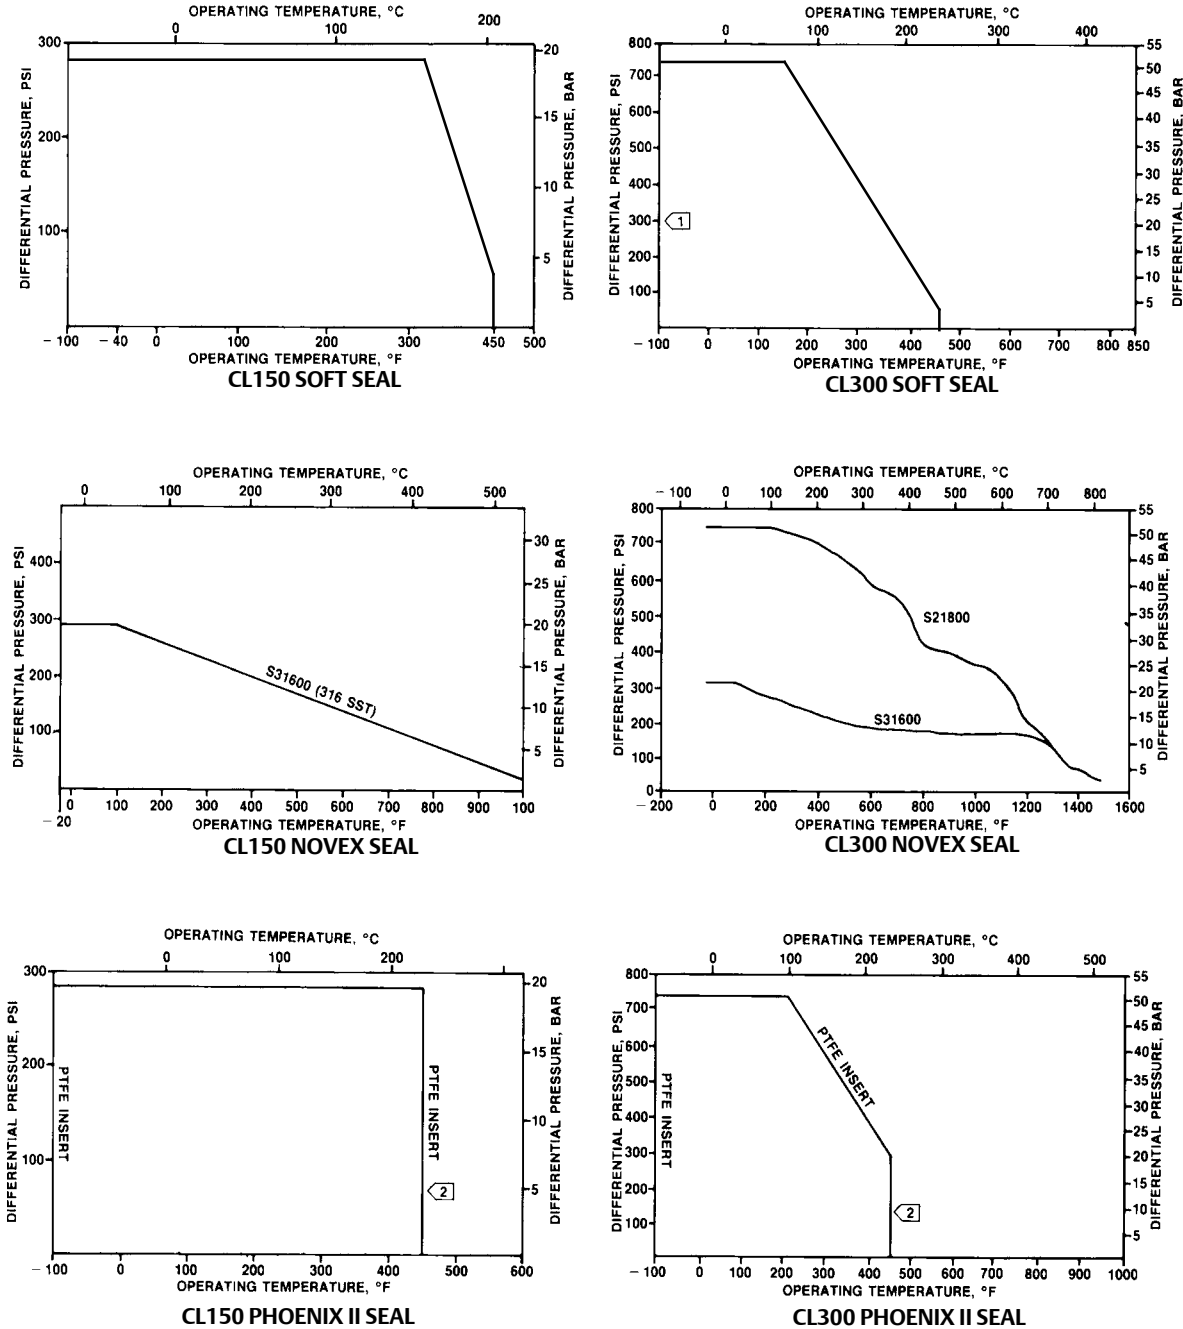 OPERATING TEMPERATURE, °C
0 100 200
300
200
100
DIFFERENTIAL PRESSURE, PSI
20
15
10
5
DIFFERENTIAL PRESSURE, BAR
– 100 – 40 0 100 200 300 450 500
OPERATING TEMPERATURE, °F
CL150 SOFT SEAL
OPERATING TEMPERATURE, °C
0 100 200 300 400
800
700
600
500
400
300
200
100
DIFFERENTIAL PRESSURE, PSI
1
55
50
45
40
35
30
25
20
15
10
5
DIFFERENTIAL PRESSURE, BAR
– 100 0 200 300 400 500 600 700 800 850
OPERATING TEMPERATURE, °F
CL300 SOFT SEAL
OPERATING TEMPERATURE, °C
0 100 200 300 400 500
400
300
200
100
DIFFERENTIAL PRESSURE, PSI
S31600 (316 SST)
30
25
20
15
10
5
DIFFERENTIAL PRESSURE, BAR
– 20 0 100 200 300 400 500 600 700 800 900 100
OPERATING TEMPERATURE, °F
CL150 NOVEX SEAL
OPERATING TEMPERATURE, °C
– 100 0 100 200 300 400 500 600 700 800
800
700
600
500
400
300
200
100
0
DIFFERENTIAL PRESSURE, PSI
S21800
S31600
55
50
45
40
35
30
25
20
15
10
5
DIFFERENTIAL PRESSURE, BAR
– 200 0 200 400 600 800 1000 1200 1400 1600
OPERATING TEMPERATURE, °F
CL300 NOVEX SEAL
OPERATING TEMPERATURE, °C
0 100 200
300
200
100
DIFFERENTIAL PRESSURE, PSI
PTFE INSERT
PTFE INSERT
2
20
15
10
5
DIFFERENTIAL PRESSURE, BAR
– 100 0 100 200 300 400 500 600
OPERATING TEMPERATURE, °F
CL150 PHOENIX II SEAL
OPERATING TEMPERATURE, °C
0 100 200 300 400 500
800
700
600
500
400
300
200
100
DIFFERENTIAL PRESSURE, PSI
PTFE INSERT
PTFE INSERT
2
55
50
45
40
35
30
25
20
15
10
5
DIFFERENTIAL PRESSURE, BAR
– 100 0 100 200 300 400 500 600 700 800 900 1000
OPERATING TEMPERATURE, °F
CL300 PHOENIX II SEAL